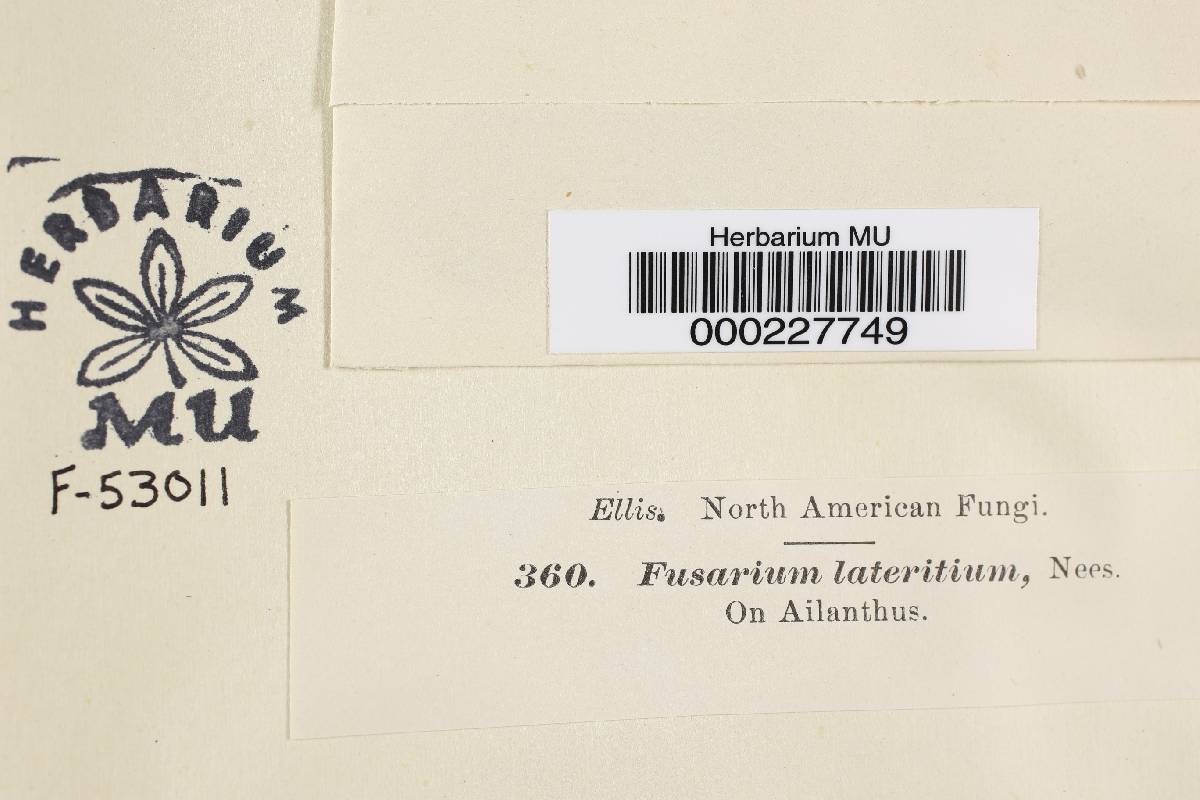 HERBARIUM
MU
F-53011
Herbarium MU
000227749
Ellis. North American Fungi.
360. Fusarium lateritium, Nees.
On Ailanthus.